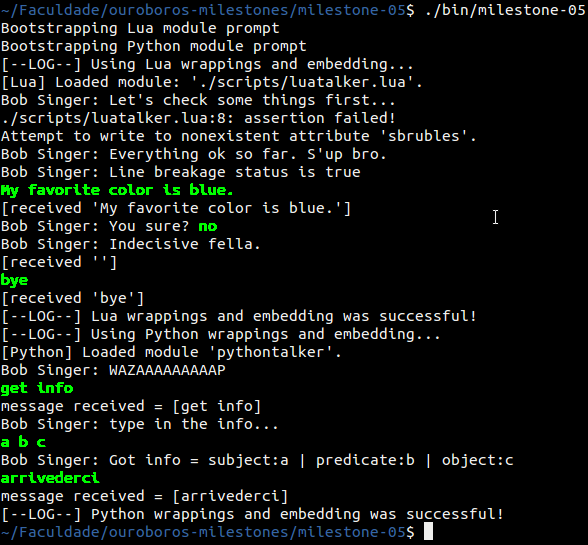 ~/Faculdade/ouroboros-milestones/milestone-05$ ./bin/milestone-05
Bootstrapping Lua module prompt
Bootstrapping Python module prompt
[--LOG--] Using Lua wrappings and embedding...
[Lua] Loaded module: './scripts/luatalker.lua'.
Bob Singer: Let's check some things first...
./scripts/luatalker.lua:8: assertion failed!
Attempt to write to nonexistent attribute 'sbrubles'.
Bob Singer: Everything ok so far. S'up bro.
Bob Singer: Line breakage status is true
My favorite color is blue.
[received 'My favorite color is blue.']
Bob Singer: You sure? no
Bob Singer: Indecisive fella.
[received '']
bye
[received 'bye']
[--LOG--] Lua wrappings and embedding was successful!
[--LOG--] Using Python wrappings and embedding...
[Python] Loaded module 'pythontalker'.
Bob Singer: WAZAAAAAAAAAP
get info
message received = [get info]
Bob Singer: type in the info...
a b c
Bob Singer: Got info = subject:a | predicate:b | object:c
arrivederci
message received = [arrivederci]
[--LOG--] Python wrappings and embedding was successful!
~/Faculdade/ouroboros-milestones/milestone-05$